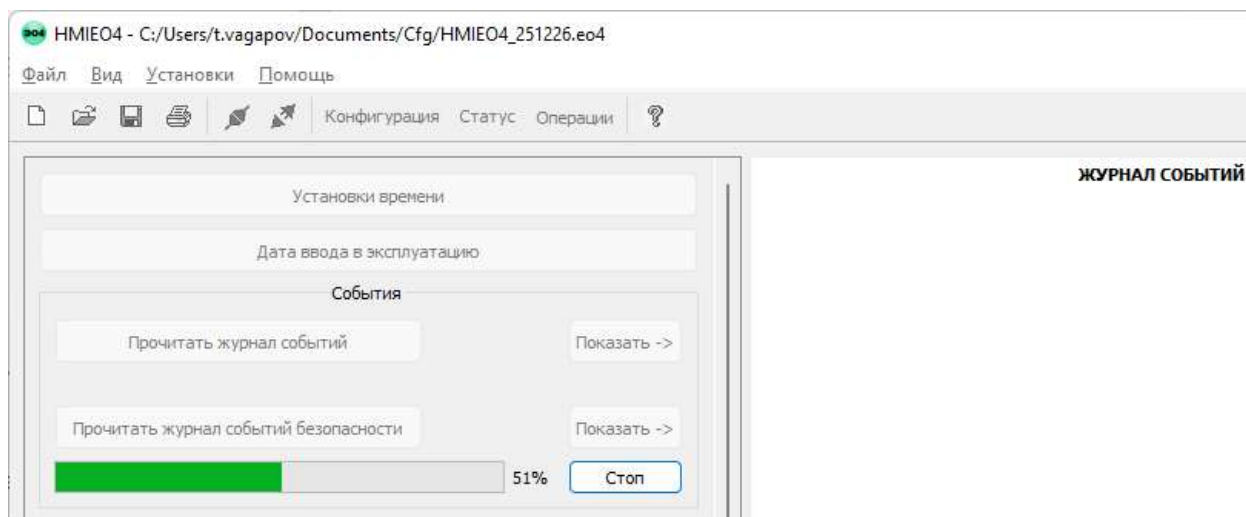 ЭО4 HMIEO4 - C:/Users/t.vagapov/Documents/Cfg/HMIEO4_251226.eo4
Файл Вид Установки Помощь
Конфигурация Статус Операции
Установки времени
Дата ввода в эксплуатацию
События
Прочитать журнал событий Показать ->
Прочитать журнал событий безопасности Показать ->
51% Стоп
ЖУРНАЛ СОБЫТИЙ